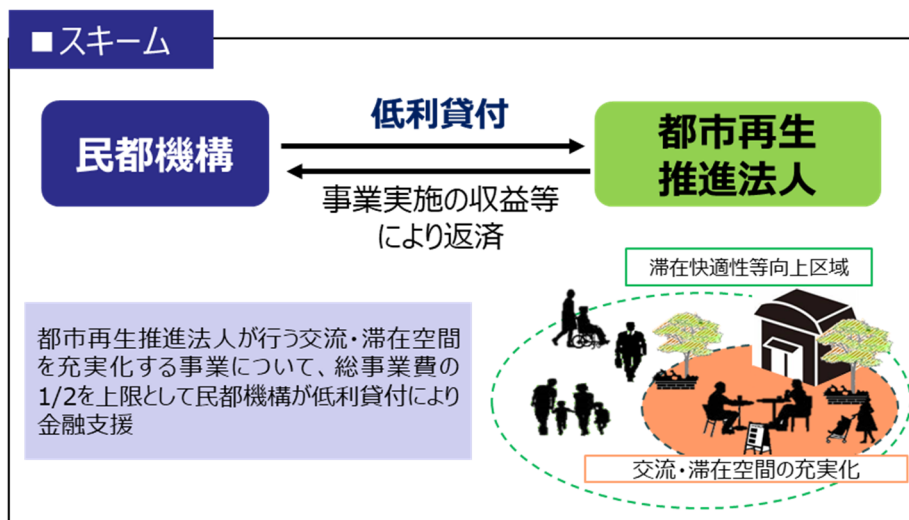 ■スキーム
民都機構
低利貸付
事業実施の収益等
により返済
都市再生
推進法人
滞在快適性等向上区域
都市再生推進法人が行う交流・滞在空間
を充実化する事業について、総事業費の
1/2を上限として民都機構が低利貸付により
金融支援
交流・滞在空間の充実化